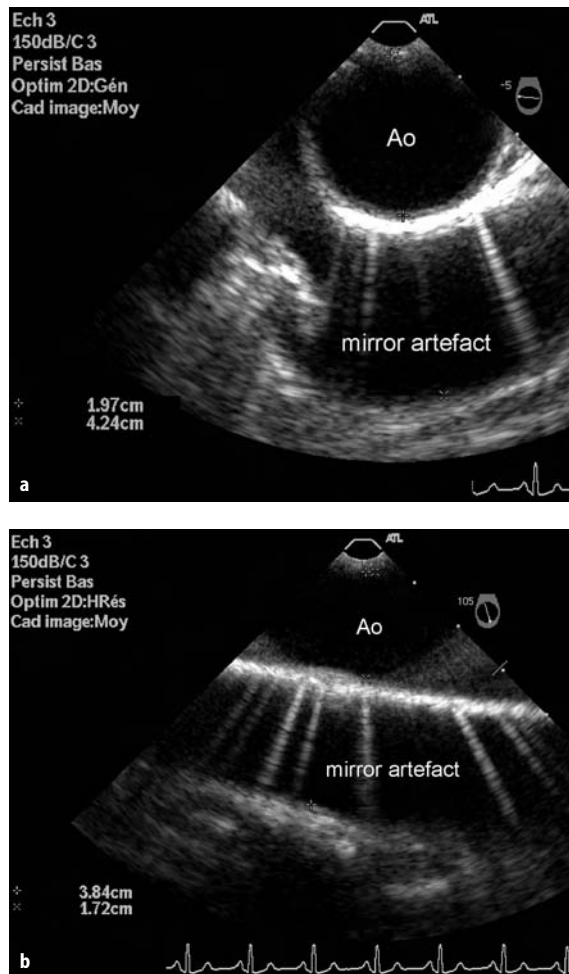 Ech 3
150dB/C 3
Persist Bas
Optim 2D:Gén
Cad image:Moy
ATL
-5
Ao
mirror artefact
1.97cm
4.24cm
a
Ech 3
150dB/C 3
Persist Bas
Optim 2D:HRés
Cad image:Moy
ATL
105
Ao
mirror artefact
3.84cm
1.72cm
b